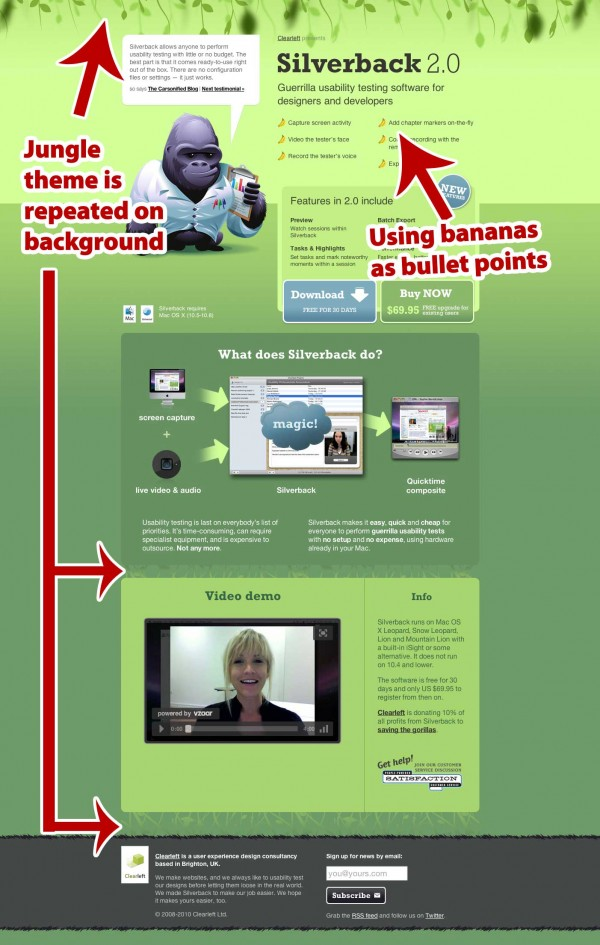 Silverback allows anyone to perform
usability testing with little or no budget. The
best part is that it comes ready-to-use right
out of the box. There are no configuration
files or settings — it just works.
so says The Carsonified Blog | Next testimonial »
Clearleft presents
Silverback 2.0
Guerrilla usability testing software for
designers and developers
Capture screen activity
Video the tester's face
Record the tester's voice
Add chapter markers on-the-fly
recording with the
Jungle
theme is
repeated on
background
Using bananas
as bullet points
Features in 2.0 include
NEW
FEATURES
Preview
Watch sessions within
Silverback
Batch Export
Tasks & Highlights
Set tasks and mark noteworthy
moments within a session
Download
FREE FOR 30 DAYS
Buy NOW
$69.95 FREE upgrade for
existing users
Mac
Universal
Silverback requires
Mac OS X (10.5-10.8)
What does Silverback do?
screen capture
+
live video & audio
magic!
Silverback
Quicktime
composite
Usability testing is last on everybody's list of
priorities. It's time-consuming, can require
specialist equipment, and is expensive to
outsource. Not any more.
Silverback makes it easy, quick and cheap for
everyone to perform guerrilla usability tests
with no setup and no expense, using hardware
already in your Mac.
Video demo
powered by vzaar
0:00
Info
Silverback runs on Mac OS
X Leopard, Snow Leopard,
Lion and Mountain Lion with
a built-in iSight or some
alternative. It does not run
on 10.4 and lower.
The software is free for 30
days and only US $69.95 to
register from then on.
Clearleft is donating 10% of
all profits from Silverback to
saving the gorillas.
Get help!
JOIN OUR CUSTOMER
SERVICE DISCUSSION
SATISFACTION
Clearleft
Clearleft is a user experience design consultancy
based in Brighton, UK.
We make websites, and we always like to usability test
our designs before letting them loose in the real world.
We made Silverback to make our job easier. We hope
it makes yours easier, too.
© 2008-2010 Clearleft Ltd.
Sign up for news by email:
you@yours.com
Subscribe
Grab the RSS feed and follow us on Twitter.